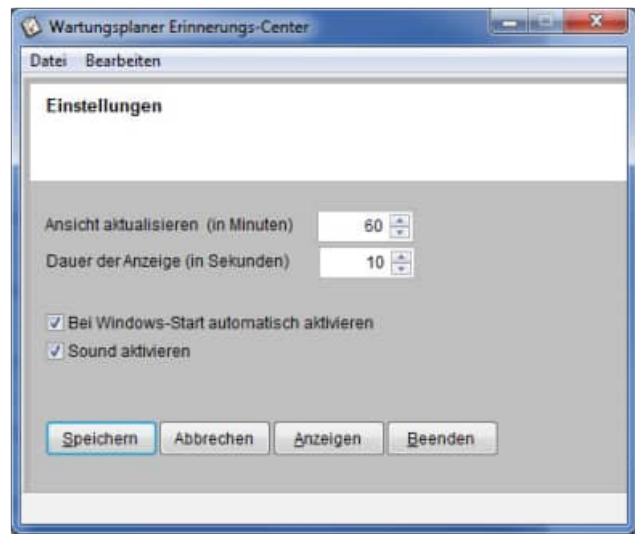 Wartungsplaner Erinnerungs-Center
Datei Bearbeiten
Einstellungen
Ansicht aktualisieren (in Minuten) 60
Dauer der Anzeige (in Sekunden) 10
Bei Windows-Start automatisch aktivieren
Sound aktivieren
Speichern Abbrechen Anzeigen Beenden